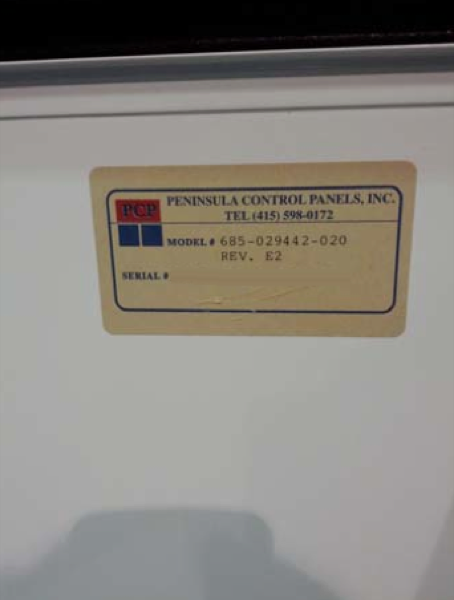 PCP
PENINSULA CONTROL PANELS, INC.
TEL (415) 598-0172
MODEL # 685-029442-020
REV. E2
SERIAL #